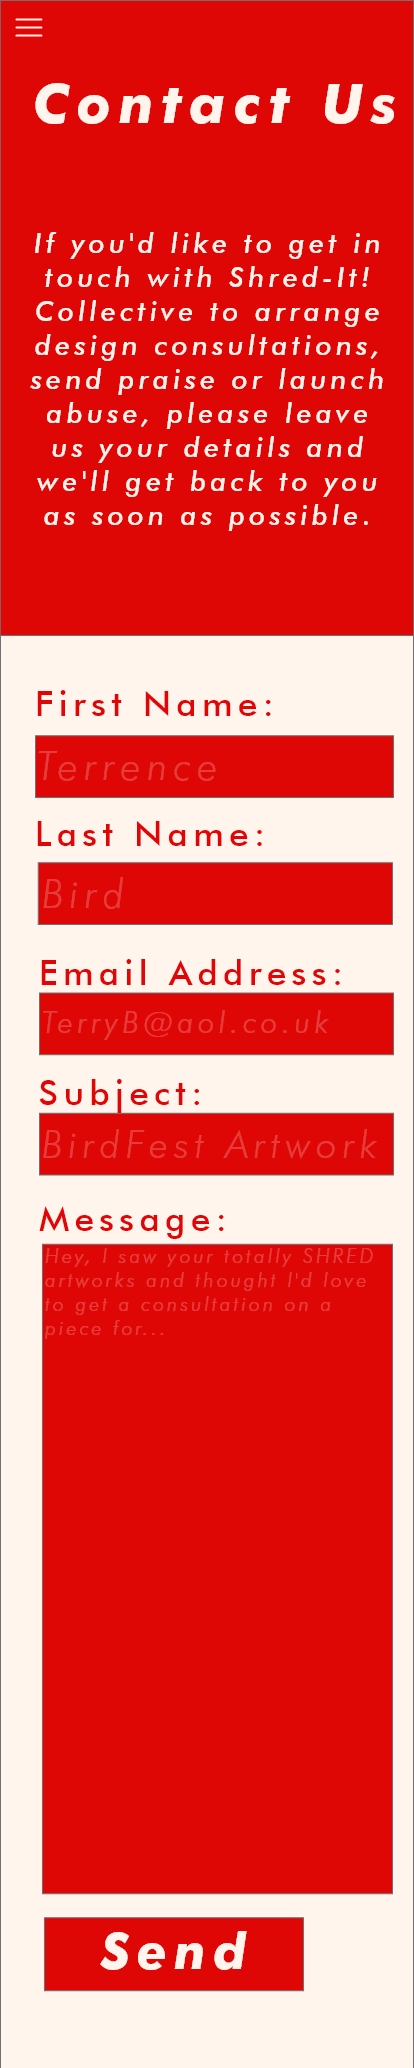 Contact Us
If you'd like to get in
touch with Shred-It!
Collective to arrange
design consultations,
send praise or launch
abuse, please leave
us your details and
we'll get back to you
as soon as possible.
First Name:
Terrence
Last Name:
Bird
Email Address:
TerryB@aol.co.uk
Subject:
BirdFest Artwork
Message:
Hey, I saw your totally SHRED
artworks and thought I'd love
to get a consultation on a
piece for...
Send